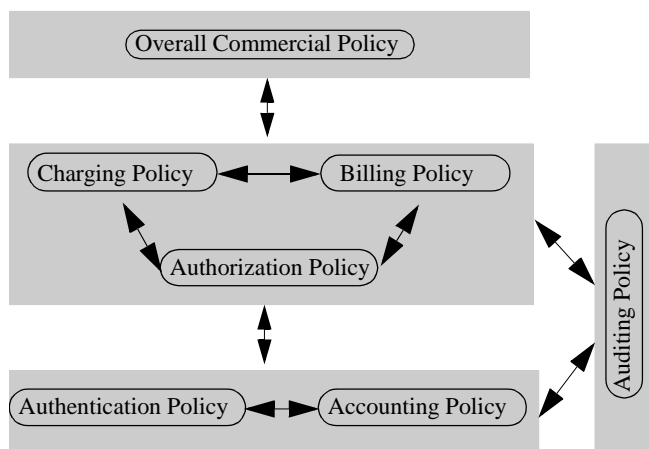 Overall Commercial Policy
Charging Policy
Billing Policy
Authorization Policy
Auditing Policy
Authentication Policy
Accounting Policy